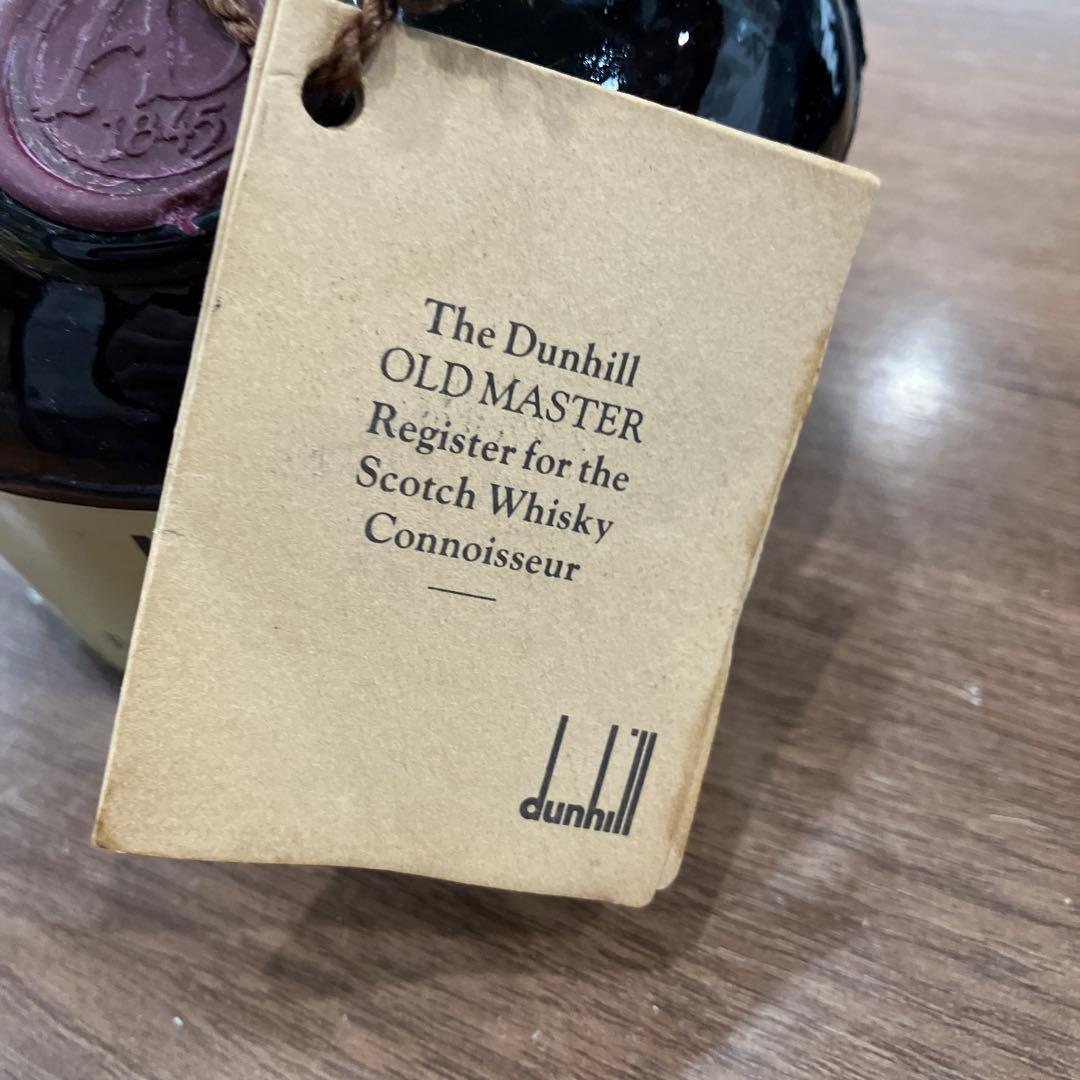 1845
The Dunhill
OLD MASTER
Register for the
Scotch Whisky
Connoisseur
dunhill